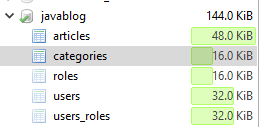 javablog 144.0 KiB
articles 48.0 KiB
categories 16.0 KiB
roles 16.0 KiB
users 32.0 KiB
users_roles 32.0 KiB